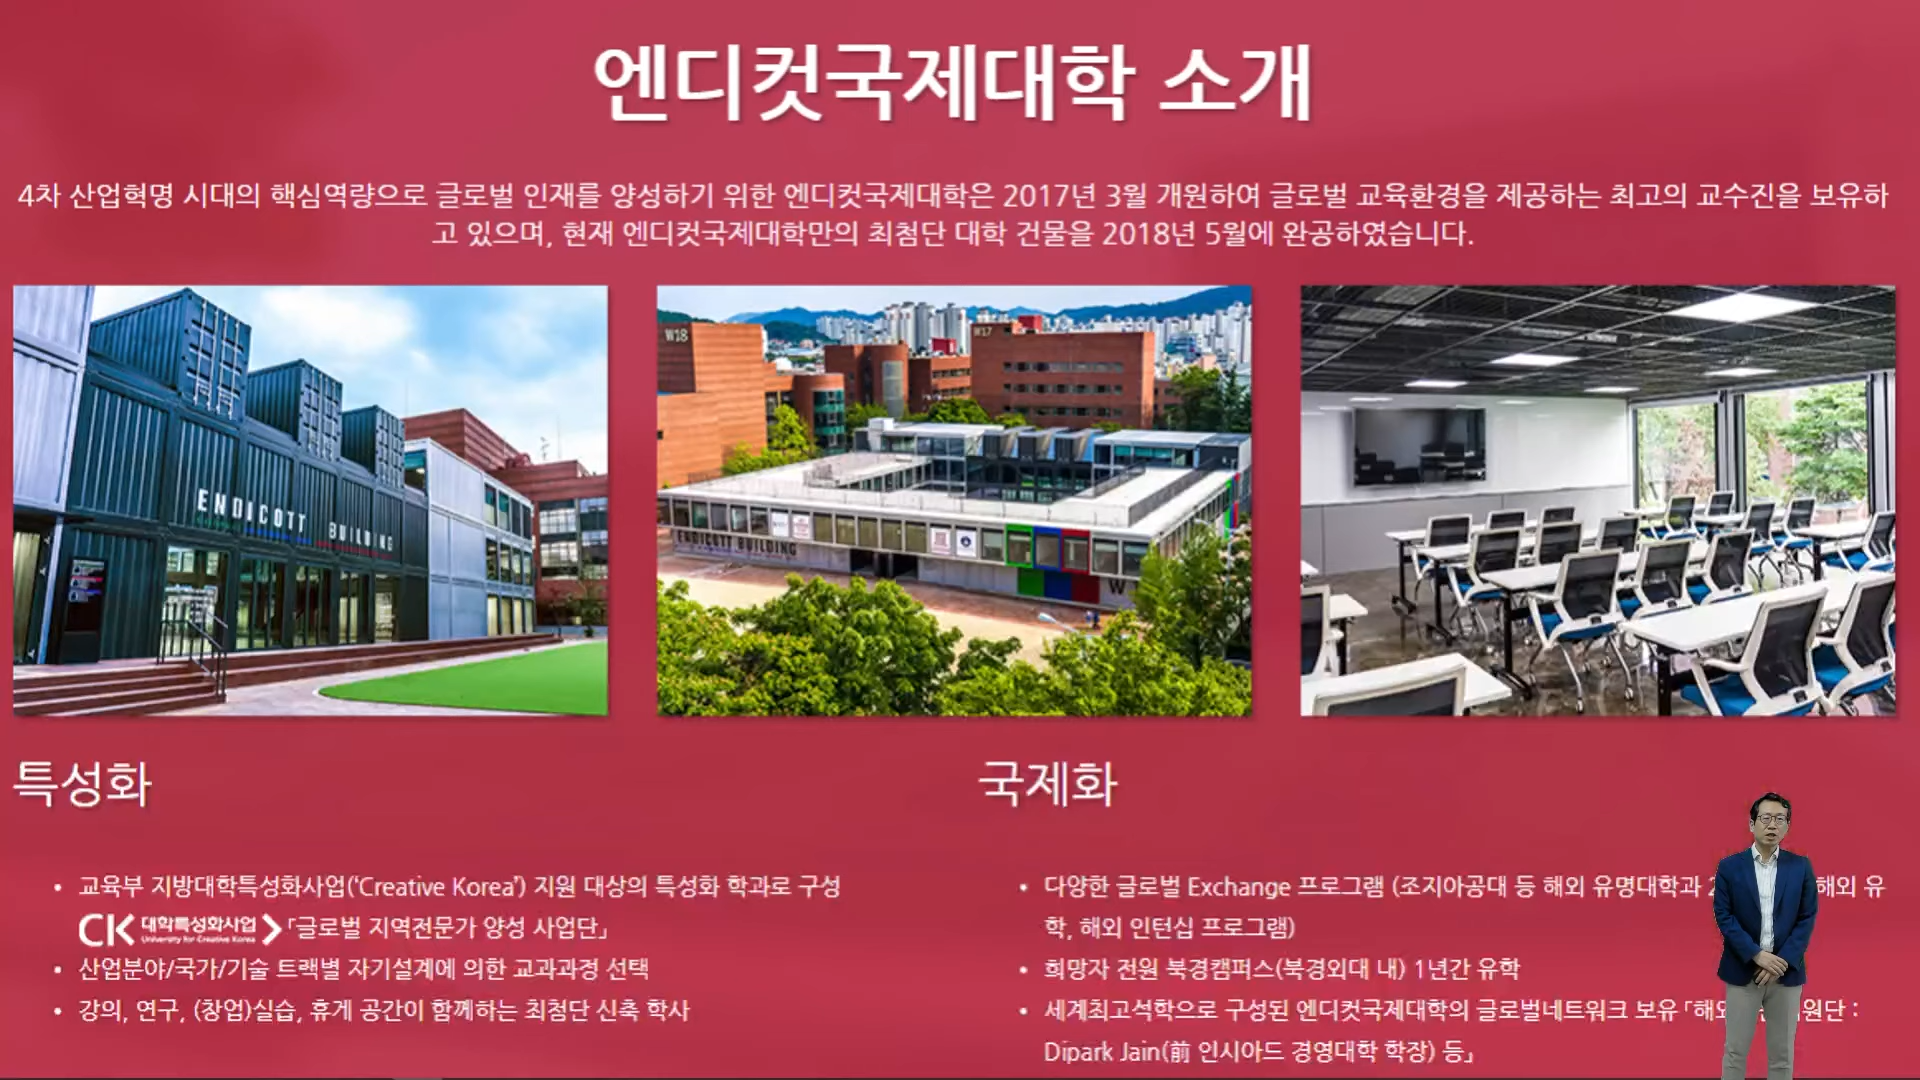 엔디컷국제대학 소개
4차 산업혁명 시대의 핵심역량으로 글로벌 인재를 양성하기 위한 엔디컷국제대학은 2017년 3월 개원하여 글로벌 교육환경을 제공하는 최고의 교수진을 보유하
고 있으며, 현재 엔디컷국제대학만의 최첨단 대학 건물을 2018년 5월에 완공하였습니다.
ENDICOTT BUILDING
W18
W17
ENDICOTT BUILDING
W
특성화
• 교육부 지방대학특성화사업('Creative Korea') 지원 대상의 특성화 학과로 구성
CK 대학특성화사업 University for Creative Korea 「글로벌 지역전문가 양성 사업단」
• 산업분야/국가/기술 트랙별 자기설계에 의한 교과과정 선택
• 강의, 연구, (창업)실습, 휴게 공간이 함께하는 최첨단 신축 학사
국제화
• 다양한 글로벌 Exchange 프로그램 (조지아공대 등 해외 유명대학과 해외 유
학, 해외 인턴십 프로그램)
• 희망자 전원 북경캠퍼스(북경외대 내) 1년간 유학
• 세계최고석학으로 구성된 엔디컷국제대학의 글로벌네트워크 보유 「해외 원단 :
Dipark Jain(前 인시아드 경영대학 학장) 등」